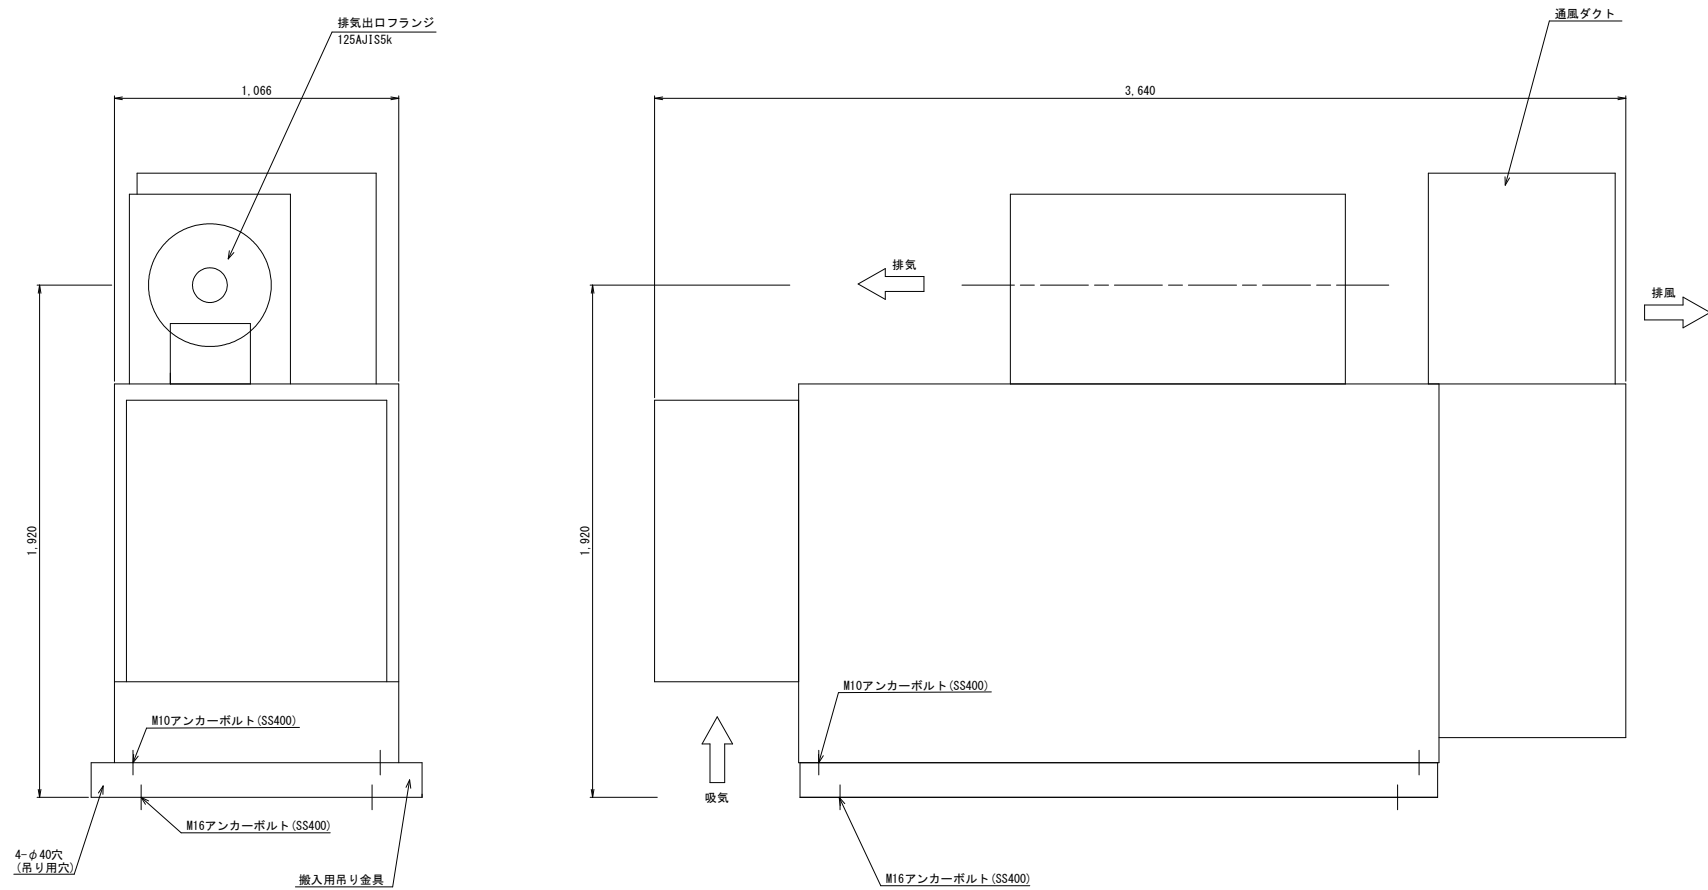 排気出口フランジ
125AJIS5k
通風ダクト
1,066
3,640
排気
排風
1,920
1,920
M10アンカーボルト(SS400)
M10アンカーボルト(SS400)
吸気
M16アンカーボルト(SS400)
4-φ40穴
(吊り用穴)
搬入用吊り金具
M16アンカーボルト(SS400)